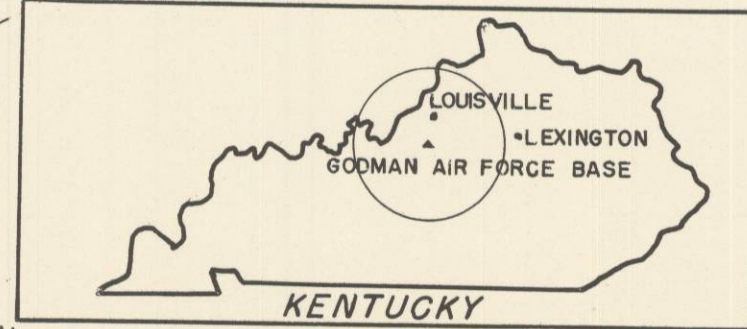 LOUISVILLE
LEXINGTON
GODMAN AIR FORCE BASE
KENTUCKY